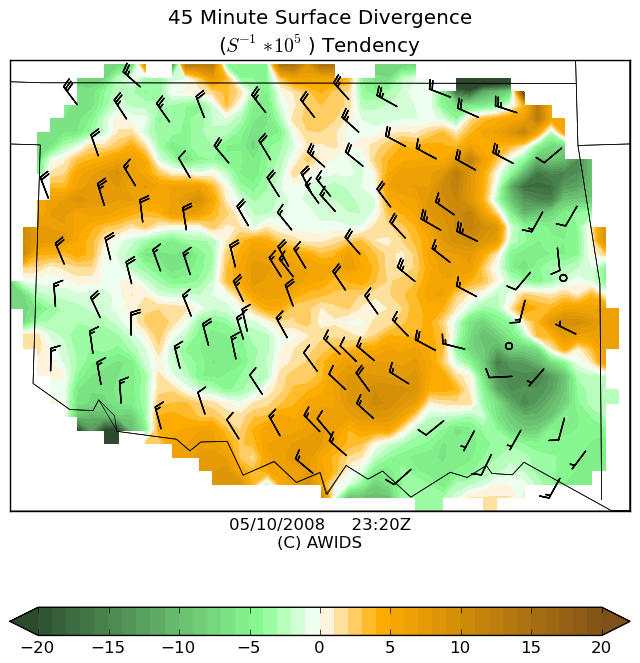 45 Minute Surface Divergence
(S⁻¹ * 10⁵ ) Tendency
05/10/2008 23:20Z
(C) AWIDS
−20 −15 −10 −5 0 5 10 15 20